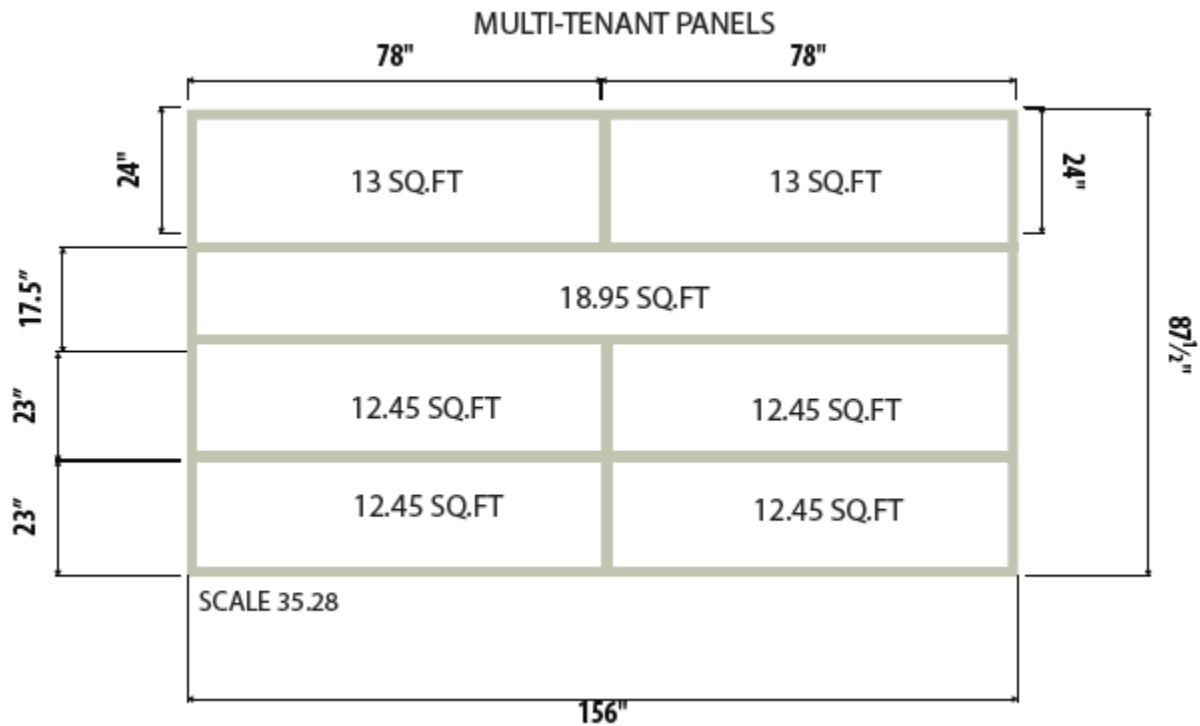 MULTI-TENANT PANELS
78" 78"
24" 13 SQ.FT 13 SQ.FT 24"
17.5" 18.95 SQ.FT 87½"
23" 12.45 SQ.FT 12.45 SQ.FT
23" 12.45 SQ.FT 12.45 SQ.FT
SCALE 35.28
156"